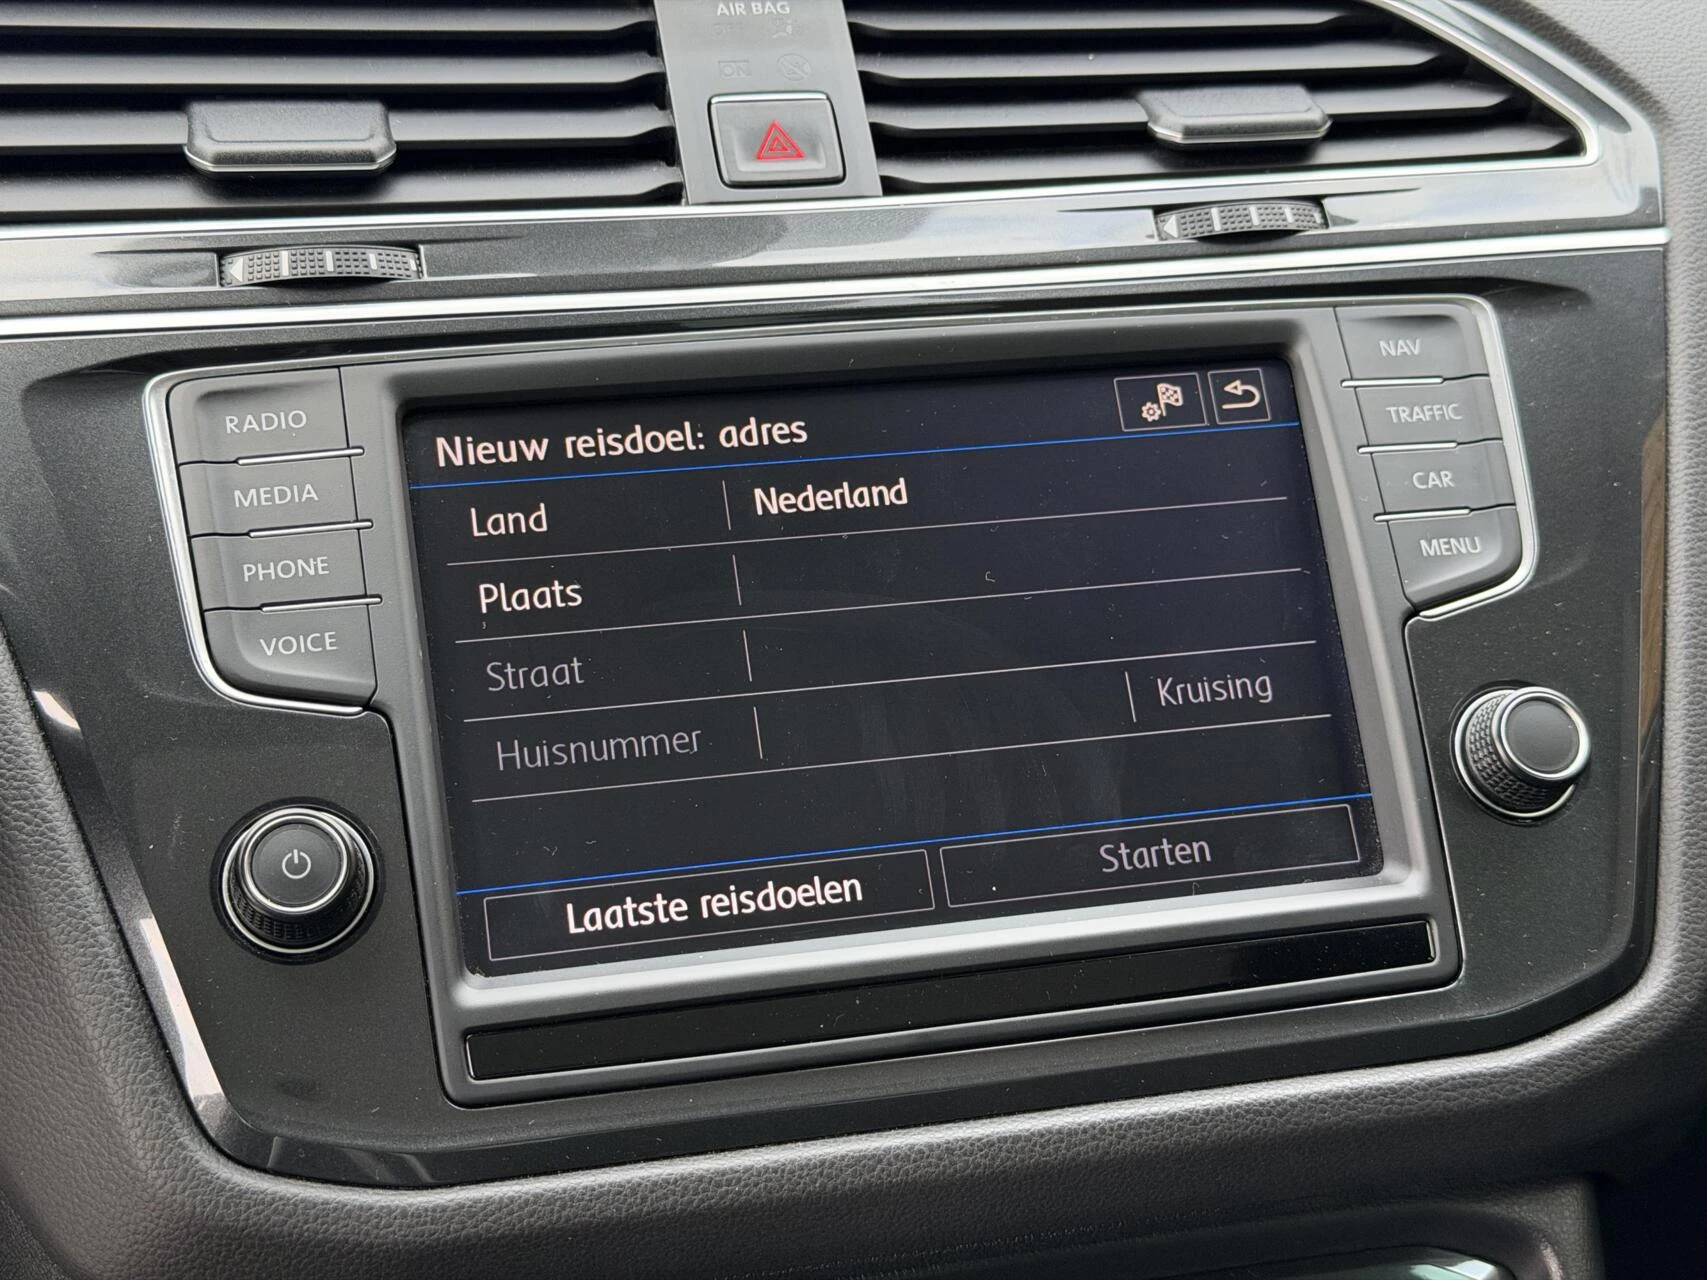 AIR BAG
ON
RADIO
MEDIA
PHONE
VOICE
NAV
TRAFFIC
CAR
MENU
Nieuw reisdoel: adres
Land Nederland
Plaats
Straat
Huisnummer Kruising
Laatste reisdoelen Starten